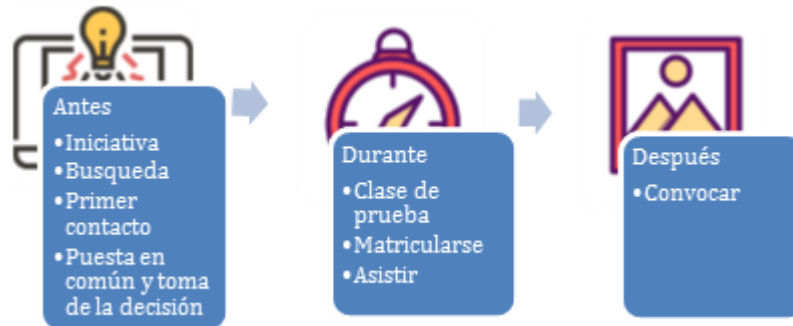 Antes
•Iniciativa
•Busqueda
•Primer
contacto
•Puesta en
común y toma
de la decisión
Durante
•Clase de
prueba
•Matricularse
•Asistir
Después
•Convocar